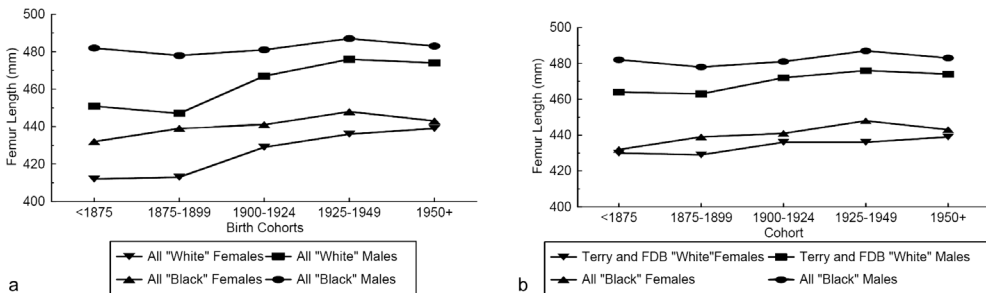 500
480
460
440
420
400
Femur Length (mm)
<1875
1875-1899
1900-1924
1925-1949
1950+
Birth Cohorts
All "White" Females
All "White" Males
All "Black" Females
All "Black" Males
a
500
480
460
440
420
400
Femur Length (mm)
<1875
1875-1899
1900-1924
1925-1949
1950+
Cohort
Terry and FDB "White"Females
Terry and FDB "White" Males
All "Black" Females
All "Black" Males
b